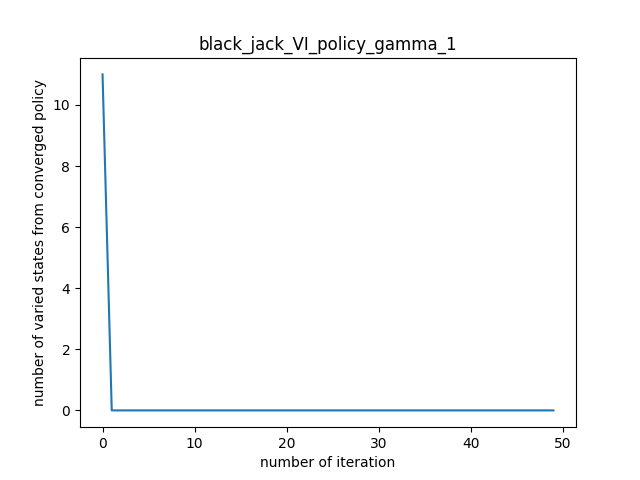 black_jack_VI_policy_gamma_1
number of varied states from converged policy
10
8
6
4
2
0
0 10 20 30 40 50
number of iteration